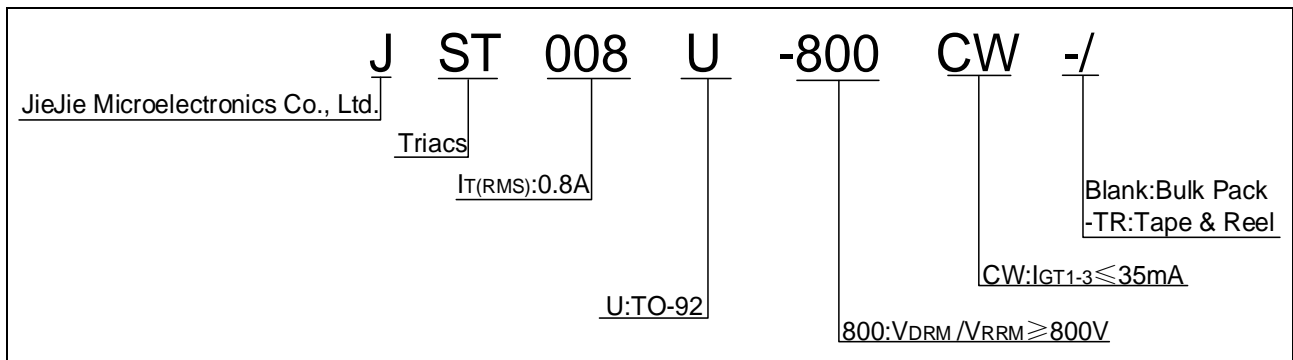 J ST 008 U -800 CW -/
JieJie Microelectronics Co., Ltd.
Triacs
IT(RMS):0.8A
Blank:Bulk Pack
-TR:Tape & Reel
CW:IGT1-3≤35mA
U:TO-92
800:VDRM/VRRM≥800V